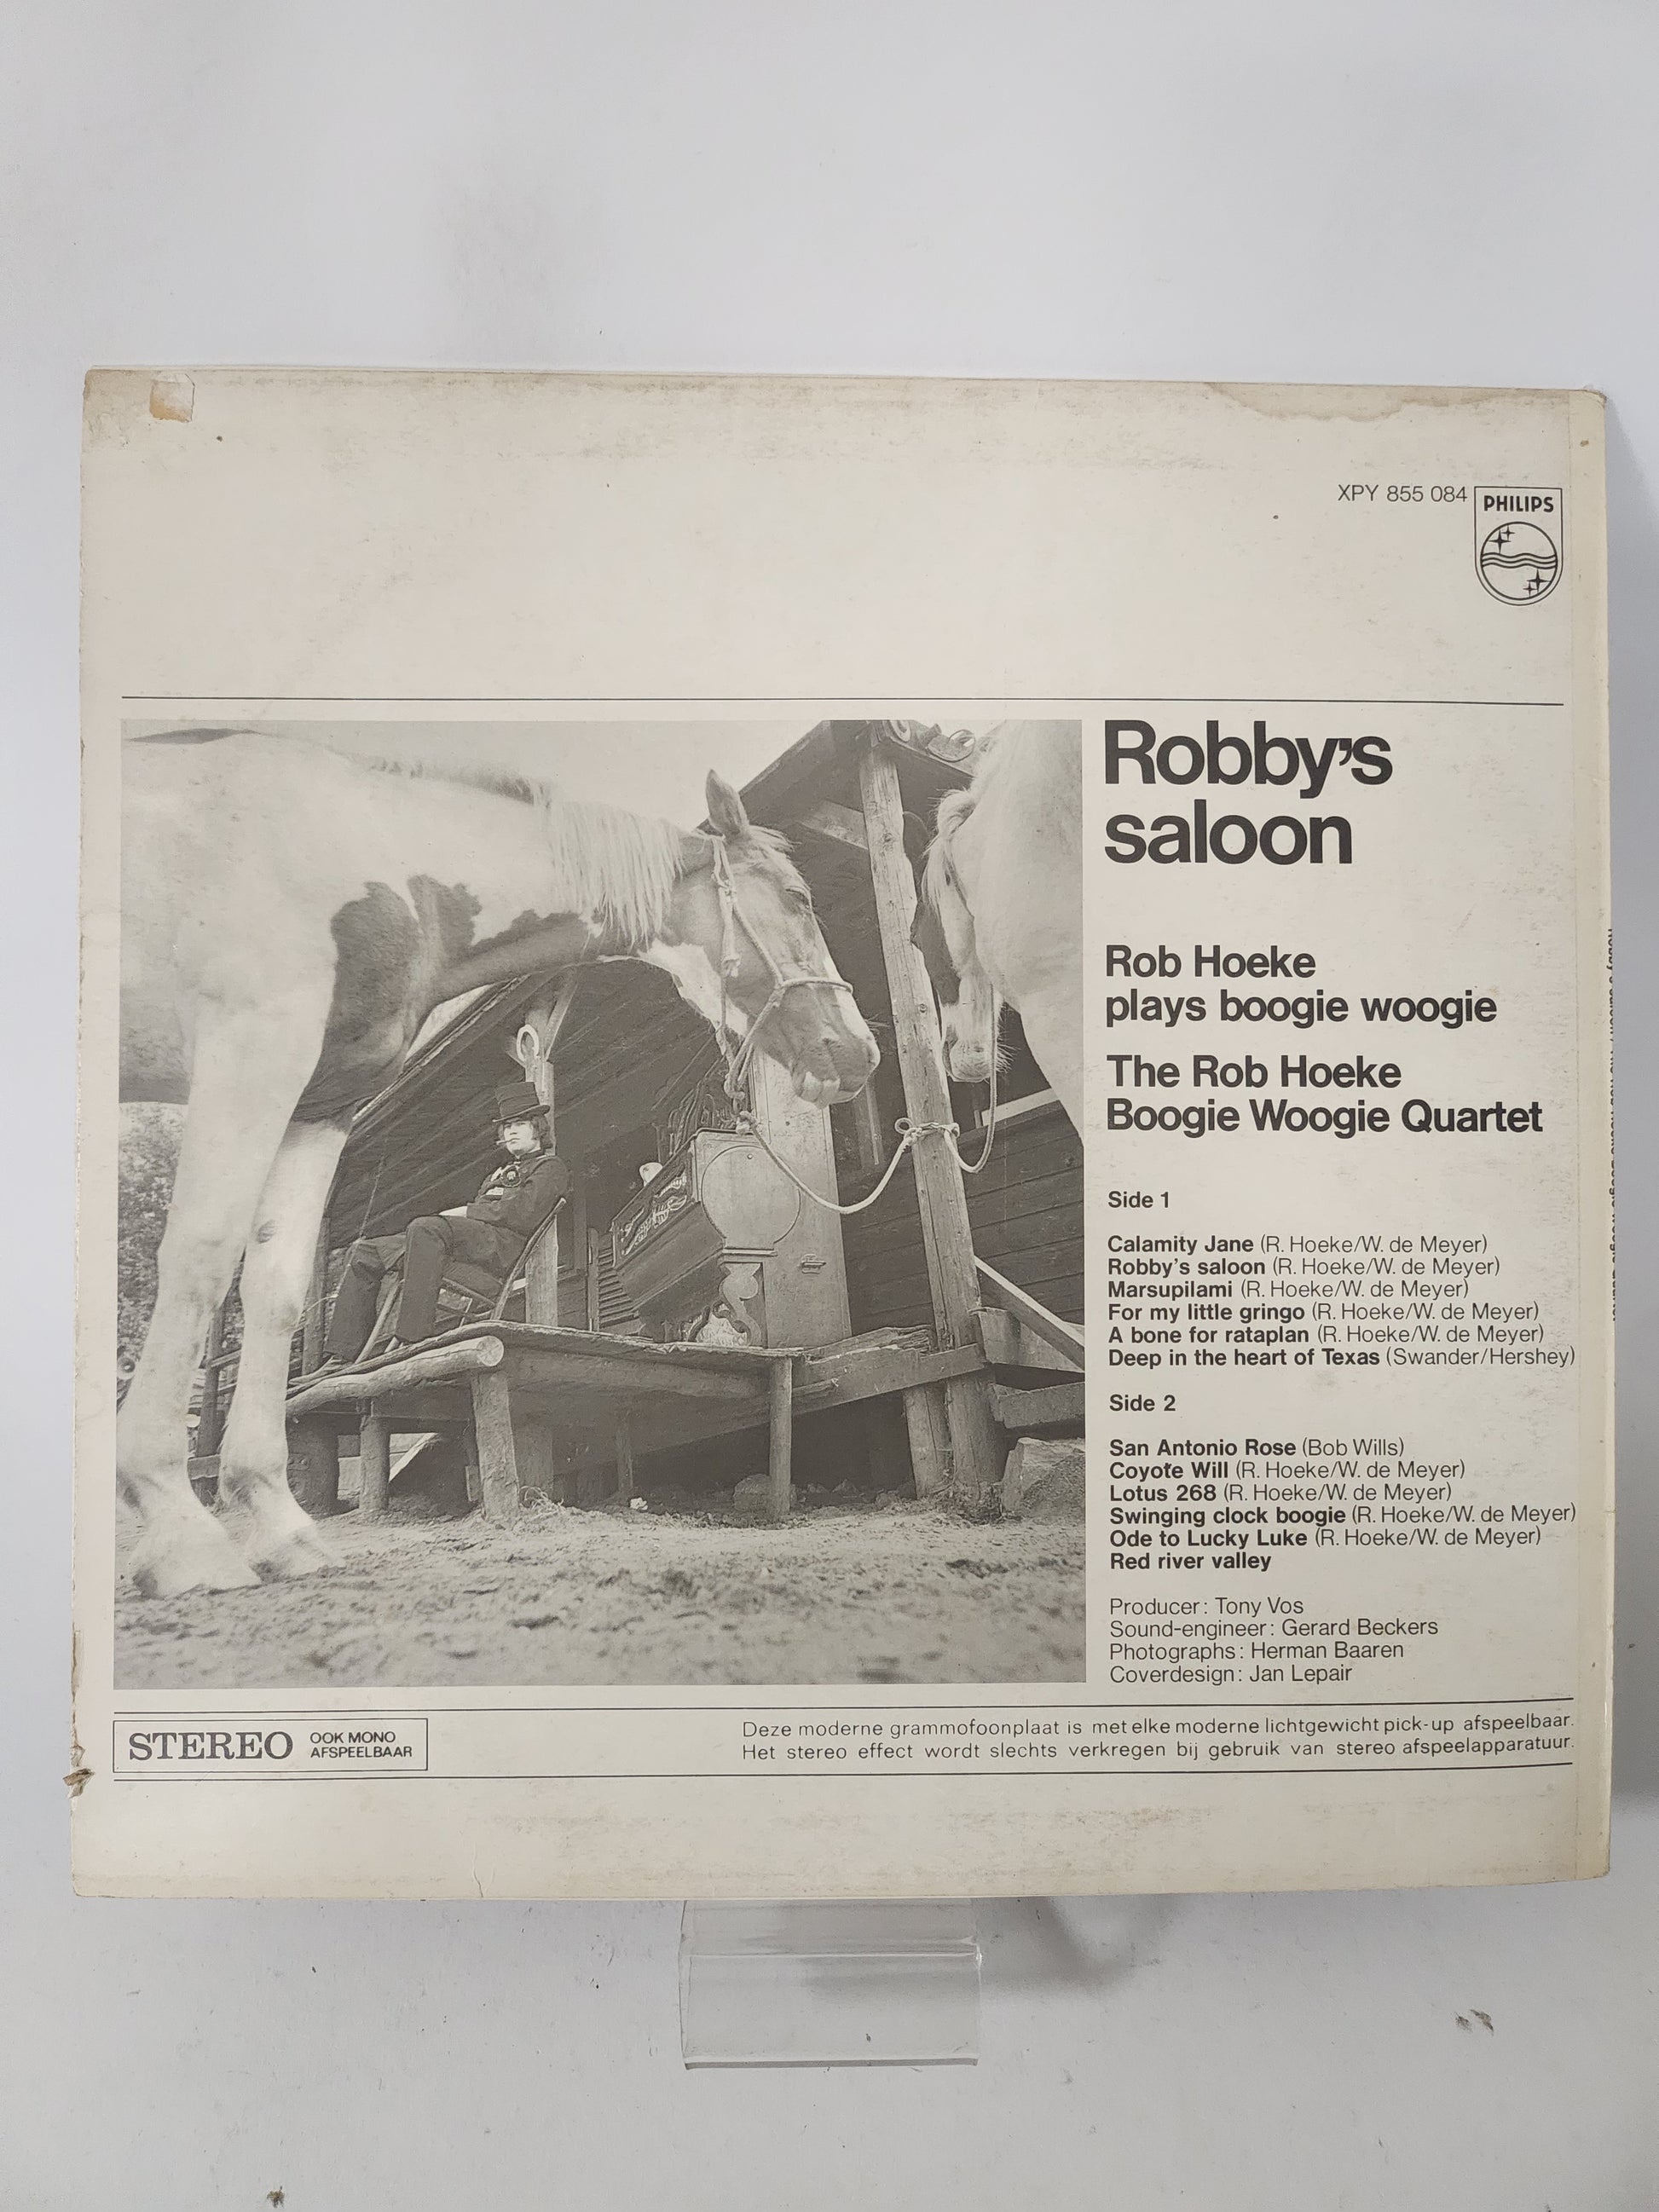 XPY 855 084
PHILIPS
Robby's
saloon
Rob Hoeke
plays boogie woogie
The Rob Hoeke
Boogie Woogie Quartet
Side 1
Calamity Jane (R. Hoeke/W. de Meyer)
Robby's saloon (R. Hoeke/W. de Meyer)
Marsupilami (R. Hoeke/W. de Meyer)
For my little gringo (R. Hoeke/W. de Meyer)
A bone for rataplan (R. Hoeke/W. de Meyer)
Deep in the heart of Texas (Swander/Hershey)
Side 2
San Antonio Rose (Bob Wills)
Coyote Will (R. Hoeke/W. de Meyer)
Lotus 268 (R. Hoeke/W. de Meyer)
Swinging clock boogie (R. Hoeke/W. de Meyer)
Ode to Lucky Luke (R. Hoeke/W. de Meyer)
Red river valley
Producer: Tony Vos
Sound-engineer: Gerard Beckers
Photographs: Herman Baaren
Coverdesign: Jan Lepair
STEREO
OOK MONO
AFSPEELBAAR
Deze moderne grammofoonplaat is met elke moderne lichtgewicht pick-up afspeelbaar.
Het stereo effect wordt slechts verkregen bij gebruik van stereo afspeelapparatuur.